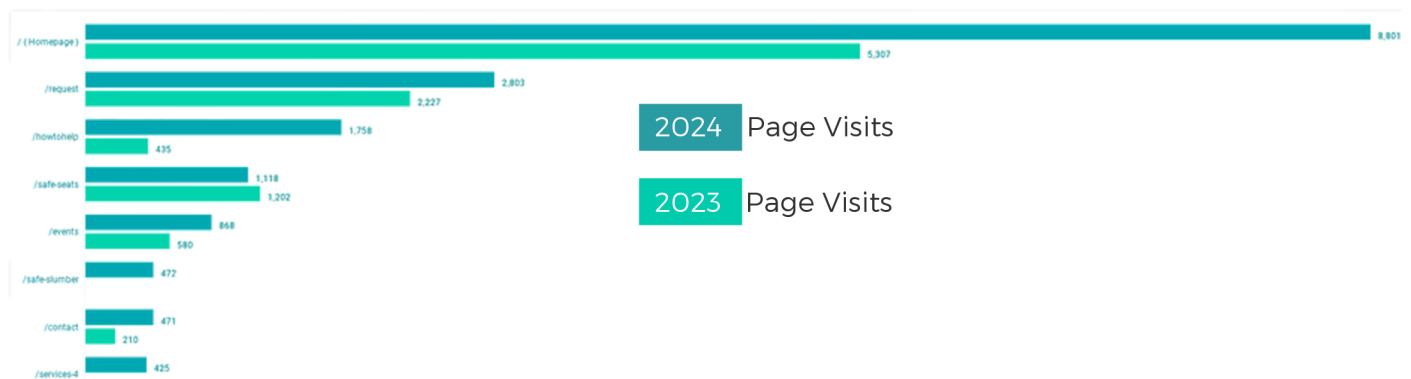 / (Homepage)
8,801
5,307
/request
2,803
2,227
/howtohelp
1,758
435
/safe-seats
1,118
1,202
/events
868
580
/safe-slumber
472
/contact
471
210
/services-4
425
2024 Page Visits
2023 Page Visits